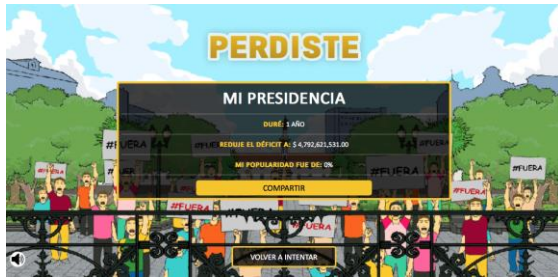 PERDISTE
MI PRESIDENCIA
DURÉ: 1 AÑO
REDUJE EL DÉFICIT A: $ 4,792,621,531.00
MI POPULARIDAD FUE DE: 0%
COMPARTIR
#FUERA
#FUERA
#FUERA
#FUERA
#FUERA
#FUERA
VOLVER A INTENTAR